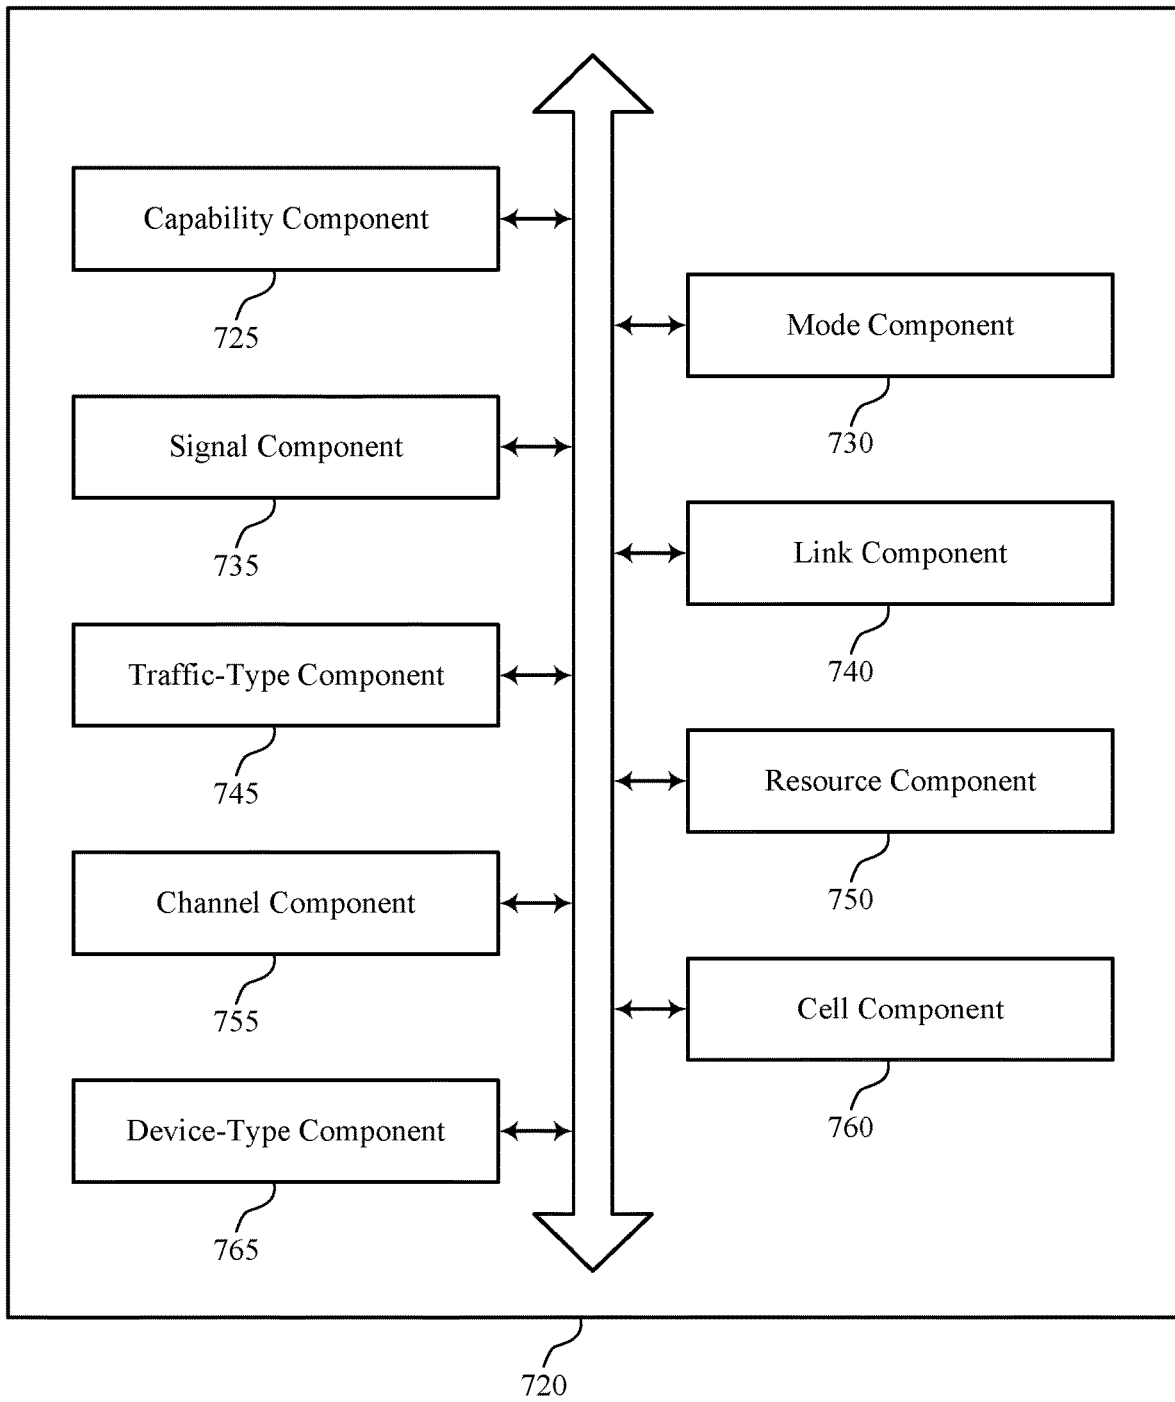 Capability Component
725
Mode Component
730
Signal Component
735
Link Component
740
Traffic-Type Component
745
Resource Component
750
Channel Component
755
Cell Component
760
Device-Type Component
765
720